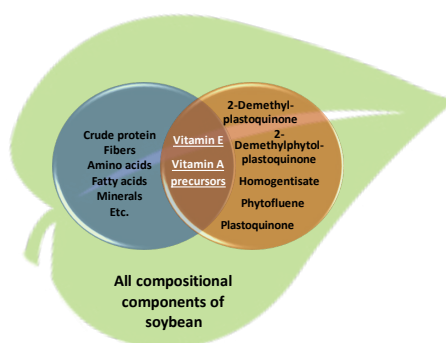 Crude protein
Fibers
Amino acids
Fatty acids
Minerals
Etc.
Vitamin E
Vitamin A
precursors
2-Demethyl-
plastoquinone
2-
Demethylphytol-
plastoquinone
Homogentisate
Phytofluene
Plastoquinone
All compositional
components of
soybean